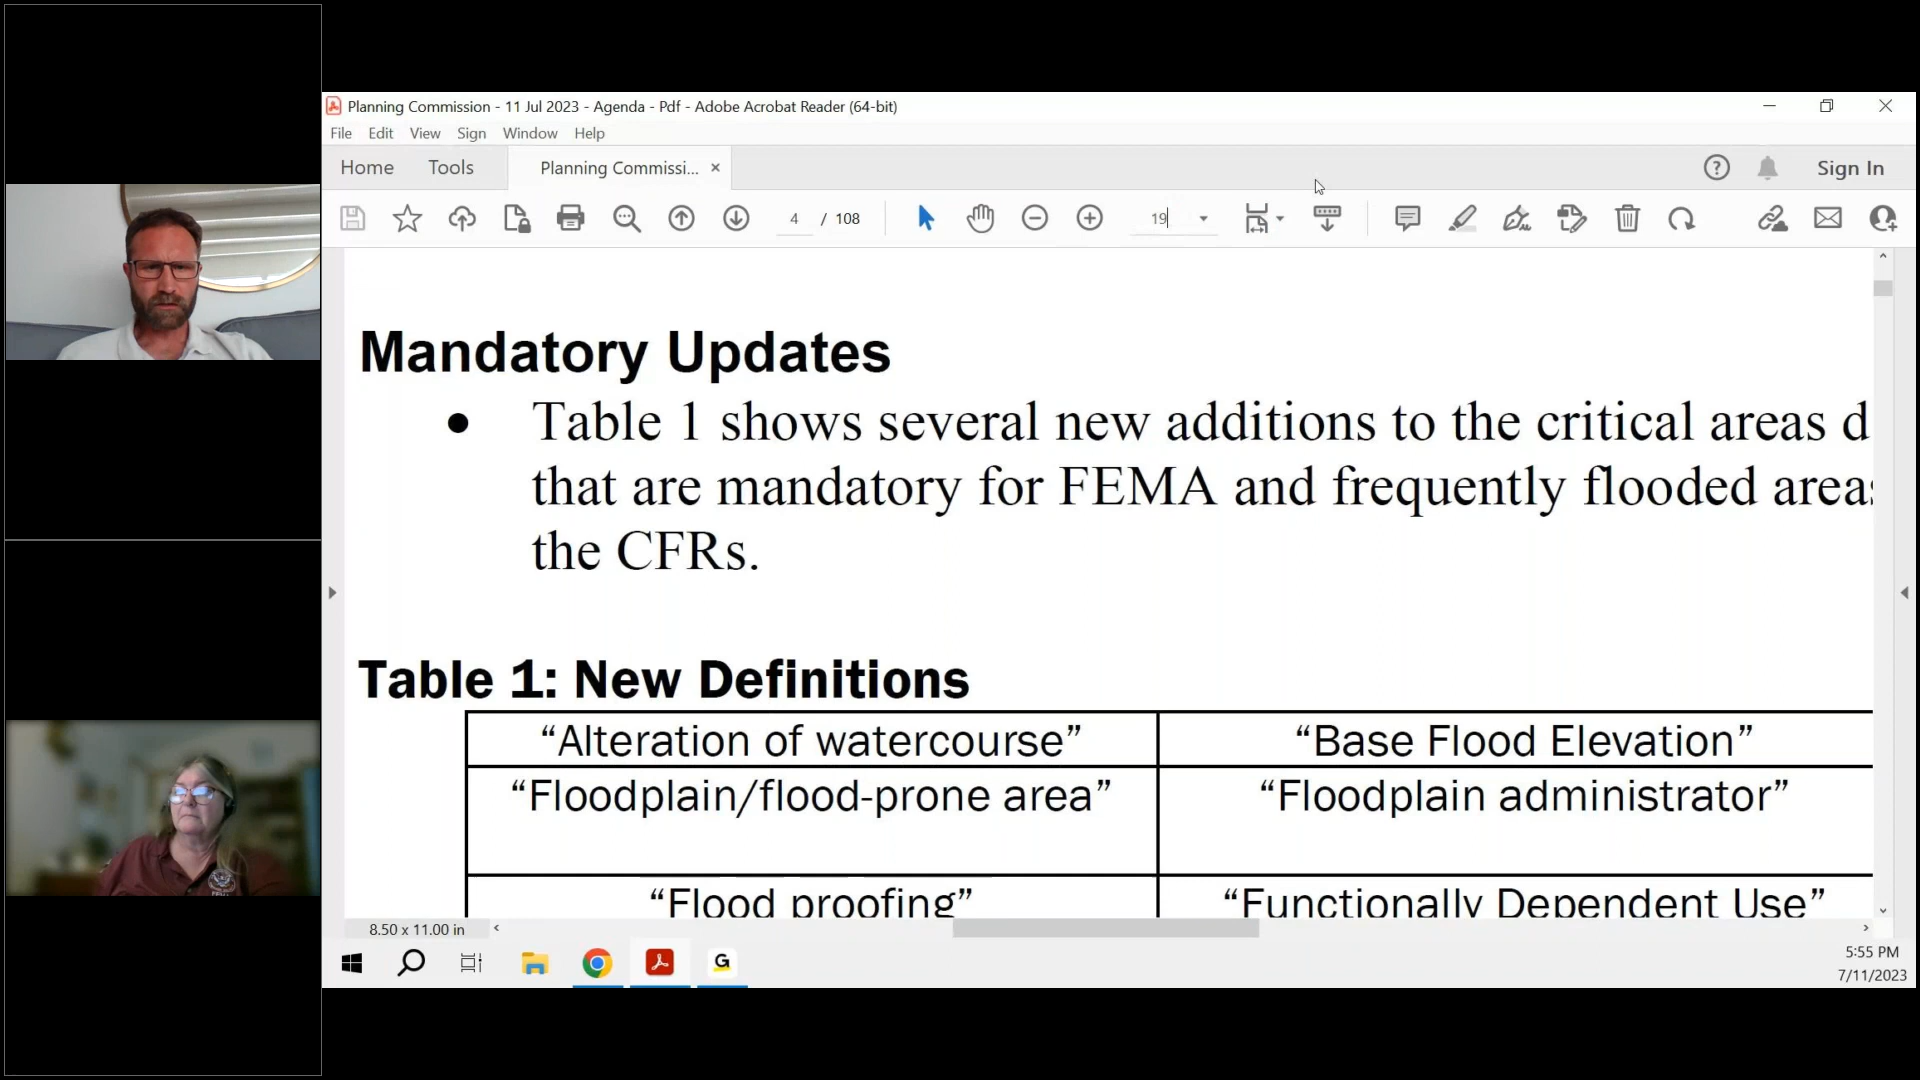 Planning Commission - 11 Jul 2023 - Agenda - Pdf - Adobe Acrobat Reader (64-bit)
File Edit View Sign Window Help
Home Tools Planning Commissi... Sign In
4 / 108 19
Mandatory Updates
• Table 1 shows several new additions to the critical areas d
that are mandatory for FEMA and frequently flooded areas
the CFRs.
Table 1: New Definitions
“Alteration of watercourse” “Base Flood Elevation”
“Floodplain/flood-prone area” “Floodplain administrator”
“Flood proofing” “Functionally Dependent Use”
8.50 x 11.00 in
5:55 PM
7/11/2023